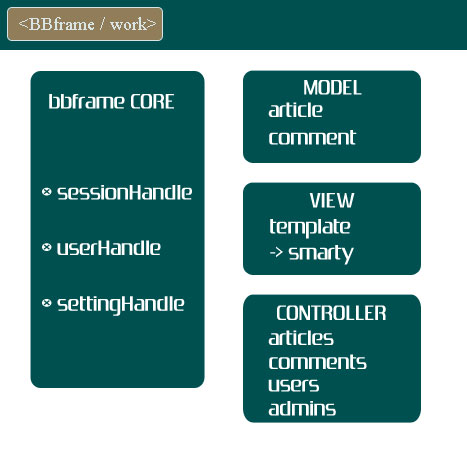 <BBframe / work>
bbframe CORE
sessionHandle
userHandle
settingHandle
MODEL
article
comment
VIEW
template
-> smarty
CONTROLLER
articles
comments
users
admins